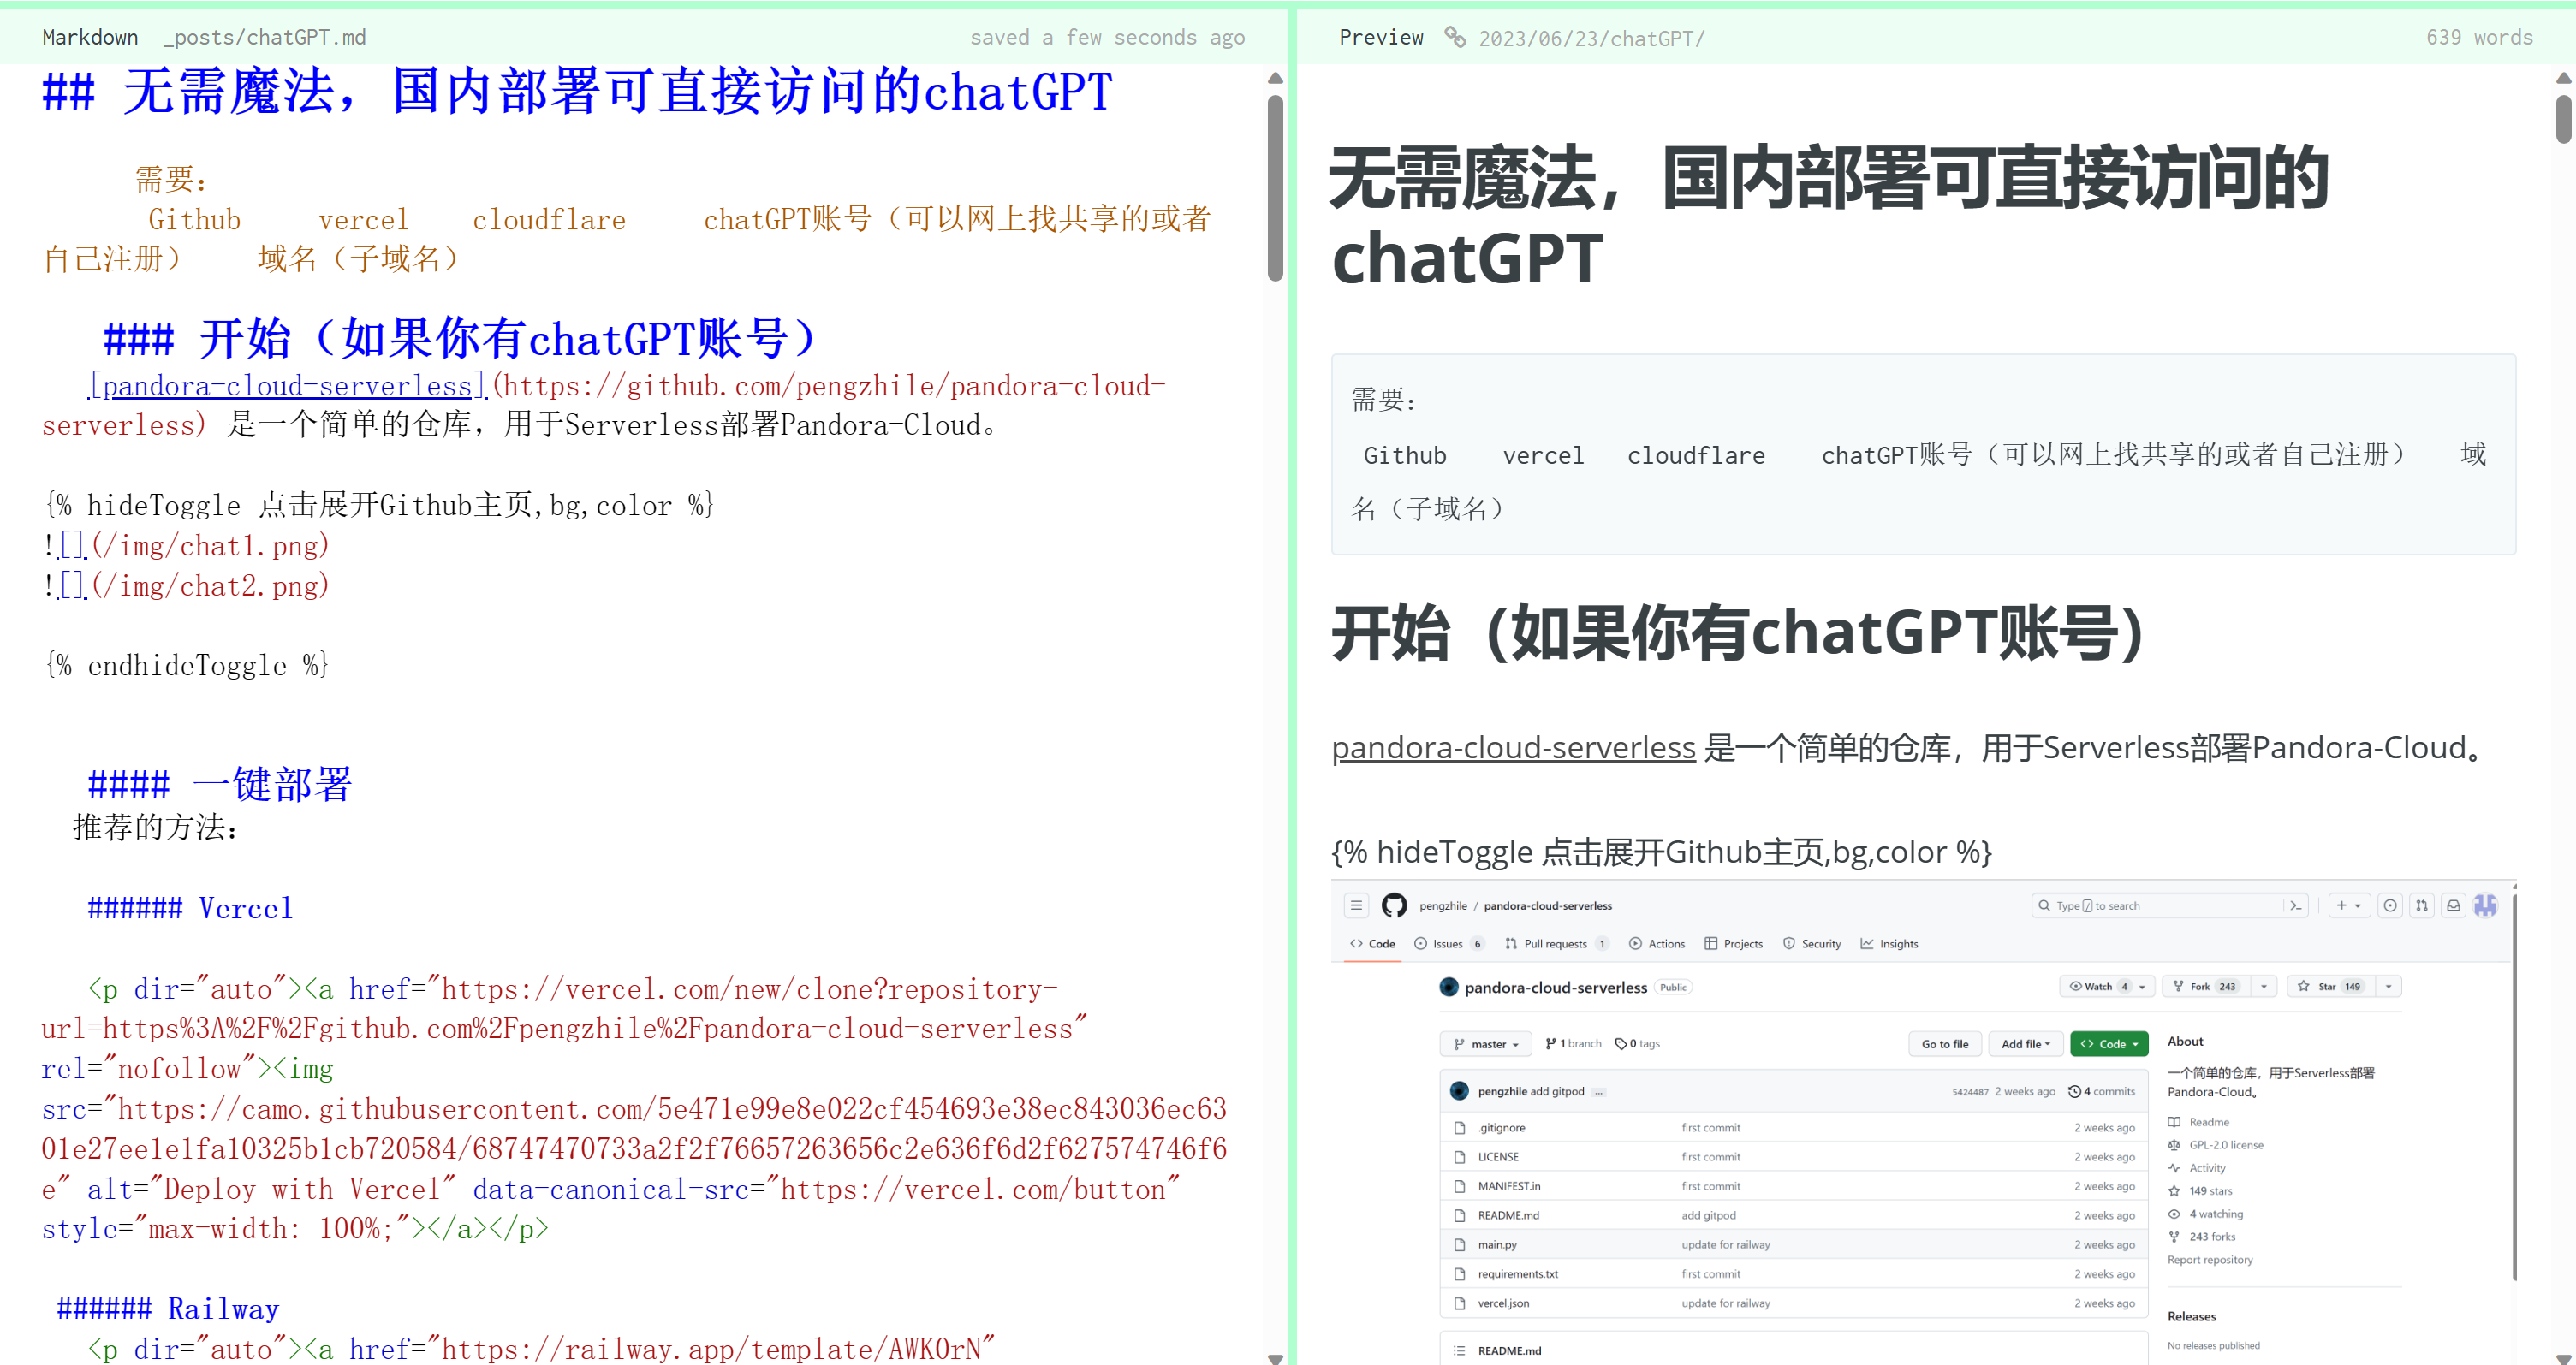 Markdown _posts/chatGPT.md saved a few seconds ago
## 无需魔法，国内部署可直接访问的chatGPT
需要：
Github vercel cloudflare chatGPT账号（可以网上找共享的或者
自己注册） 域名（子域名）
### 开始（如果你有chatGPT账号）
[pandora-cloud-serverless](https://github.com/pengzhile/pandora-cloud-
serverless) 是一个简单的仓库，用于Serverless部署Pandora-Cloud。
{% hideToggle 点击展开Github主页,bg,color %}
![](/img/chat1.png)
![](/img/chat2.png)
{% endhideToggle %}
#### 一键部署
推荐的方法：
###### Vercel
<p dir="auto"><a href="https://vercel.com/new/clone?repository-
url=https%3A%2F%2Fgithub.com%2Fpengzhile%2Fpandora-cloud-serverless"
rel="nofollow"><img
src="https://camo.githubusercontent.com/5e471e99e8e022cf454693e38ec843036ec63
01e27ee1e1fa10325b1cb720584/68747470733a2f2f76657263656c2e636f6d2f627574746f6
e" alt="Deploy with Vercel" data-canonical-src="https://vercel.com/button"
style="max-width: 100%;"></a></p>
###### Railway
<p dir="auto"><a href="https://railway.app/template/AWKOrN"
Preview 2023/06/23/chatGPT/ 639 words
无需魔法，国内部署可直接访问的
chatGPT
需要：
Github vercel cloudflare chatGPT账号（可以网上找共享的或者自己注册） 域
名（子域名）
开始（如果你有chatGPT账号）
pandora-cloud-serverless 是一个简单的仓库，用于Serverless部署Pandora-Cloud。
{% hideToggle 点击展开Github主页,bg,color %}
pengzhile / pandora-cloud-serverless Type / to search
Code Issues 6 Pull requests 1 Actions Projects Security Insights
pandora-cloud-serverless Public Watch 4 Fork 243 Star 149
master 1 branch 0 tags Go to file Add file Code
pengzhile add gitpod ... 5424487 2 weeks ago 4 commits
.gitignore first commit 2 weeks ago
LICENSE first commit 2 weeks ago
MANIFEST.in first commit 2 weeks ago
README.md add gitpod 2 weeks ago
main.py update for railway 2 weeks ago
requirements.txt first commit 2 weeks ago
vercel.json update for railway 2 weeks ago
README.md
About
一个简单的仓库，用于Serverless部署
Pandora-Cloud。
Readme
GPL-2.0 license
Activity
149 stars
4 watching
243 forks
Report repository
Releases
No releases published